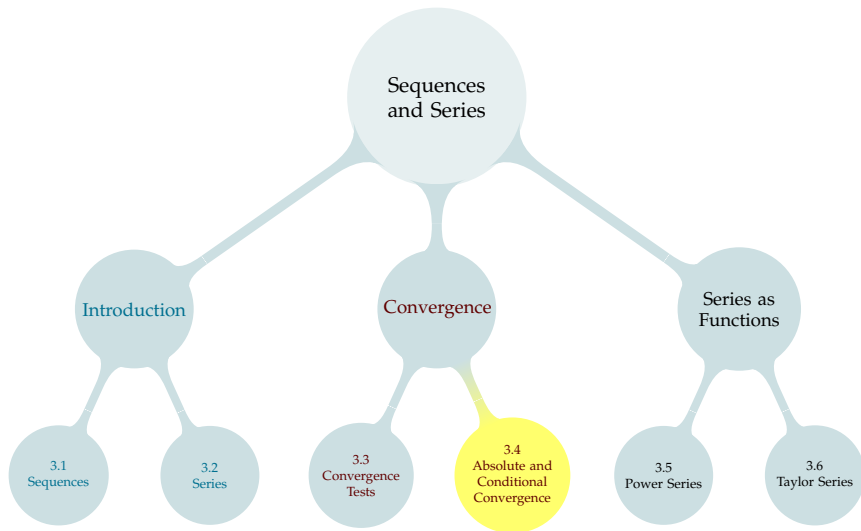 Sequences
and Series
Introduction
Convergence
Series as
Functions
3.1
Sequences
3.2
Series
3.3
Convergence
Tests
3.4
Absolute and
Conditional
Convergence
3.5
Power Series
3.6
Taylor Series